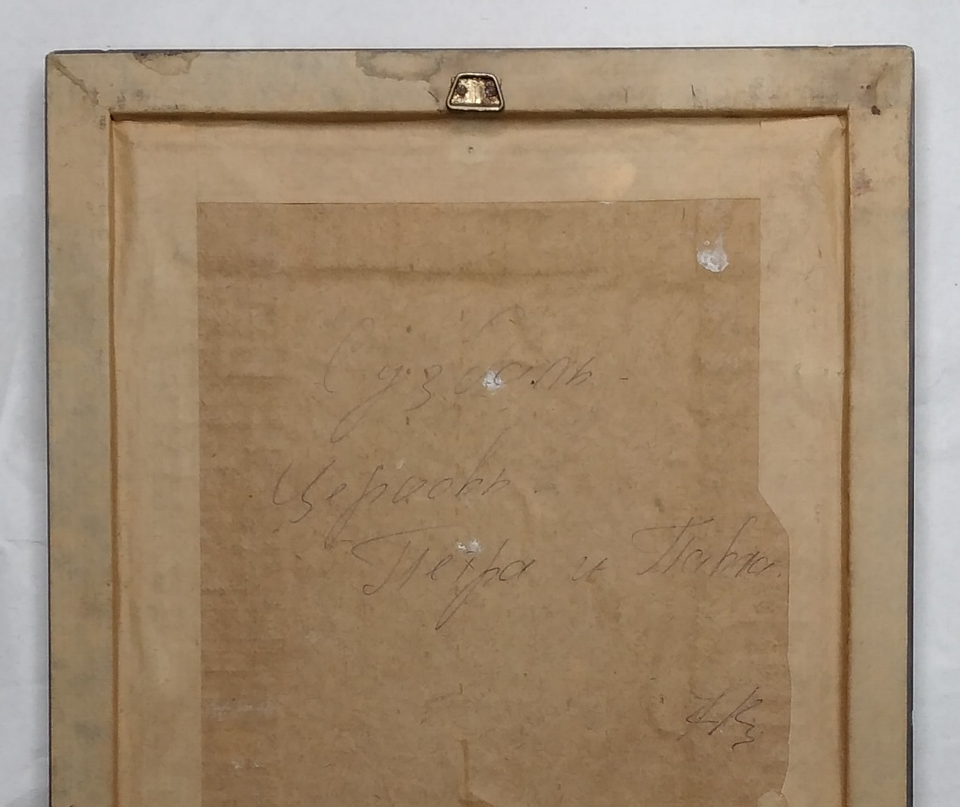 Суздаль.
Церковь
Петра и Павла.